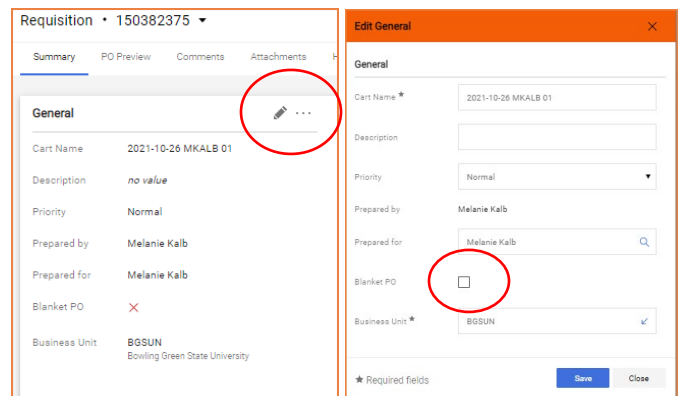 Requisition • 150382375
Summary PO Preview Comments Attachments
General
Cart Name 2021-10-26 MKALB 01
Description no value
Priority Normal
Prepared by Melanie Kalb
Prepared for Melanie Kalb
Blanket PO
Business Unit BGSUN
Bowling Green State University
Edit General
General
Cart Name ★ 2021-10-26 MKALB 01
Description
Priority Normal
Prepared by Melanie Kalb
Prepared for Melanie Kalb
Blanket PO
Business Unit ★ BGSUN
★ Required fields Save Close